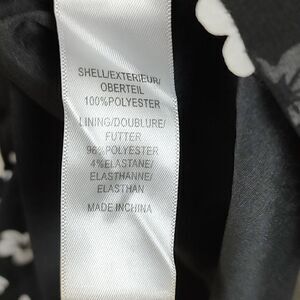 SHELL/EXTERIEUR/
OBERTEIL
100%POLYESTER
LINING/DOUBLURE/
FUTTER
96%POLYESTER
4%ELASTANE/
ELASTHANNE/
ELASTHAN
MADE INCHINA